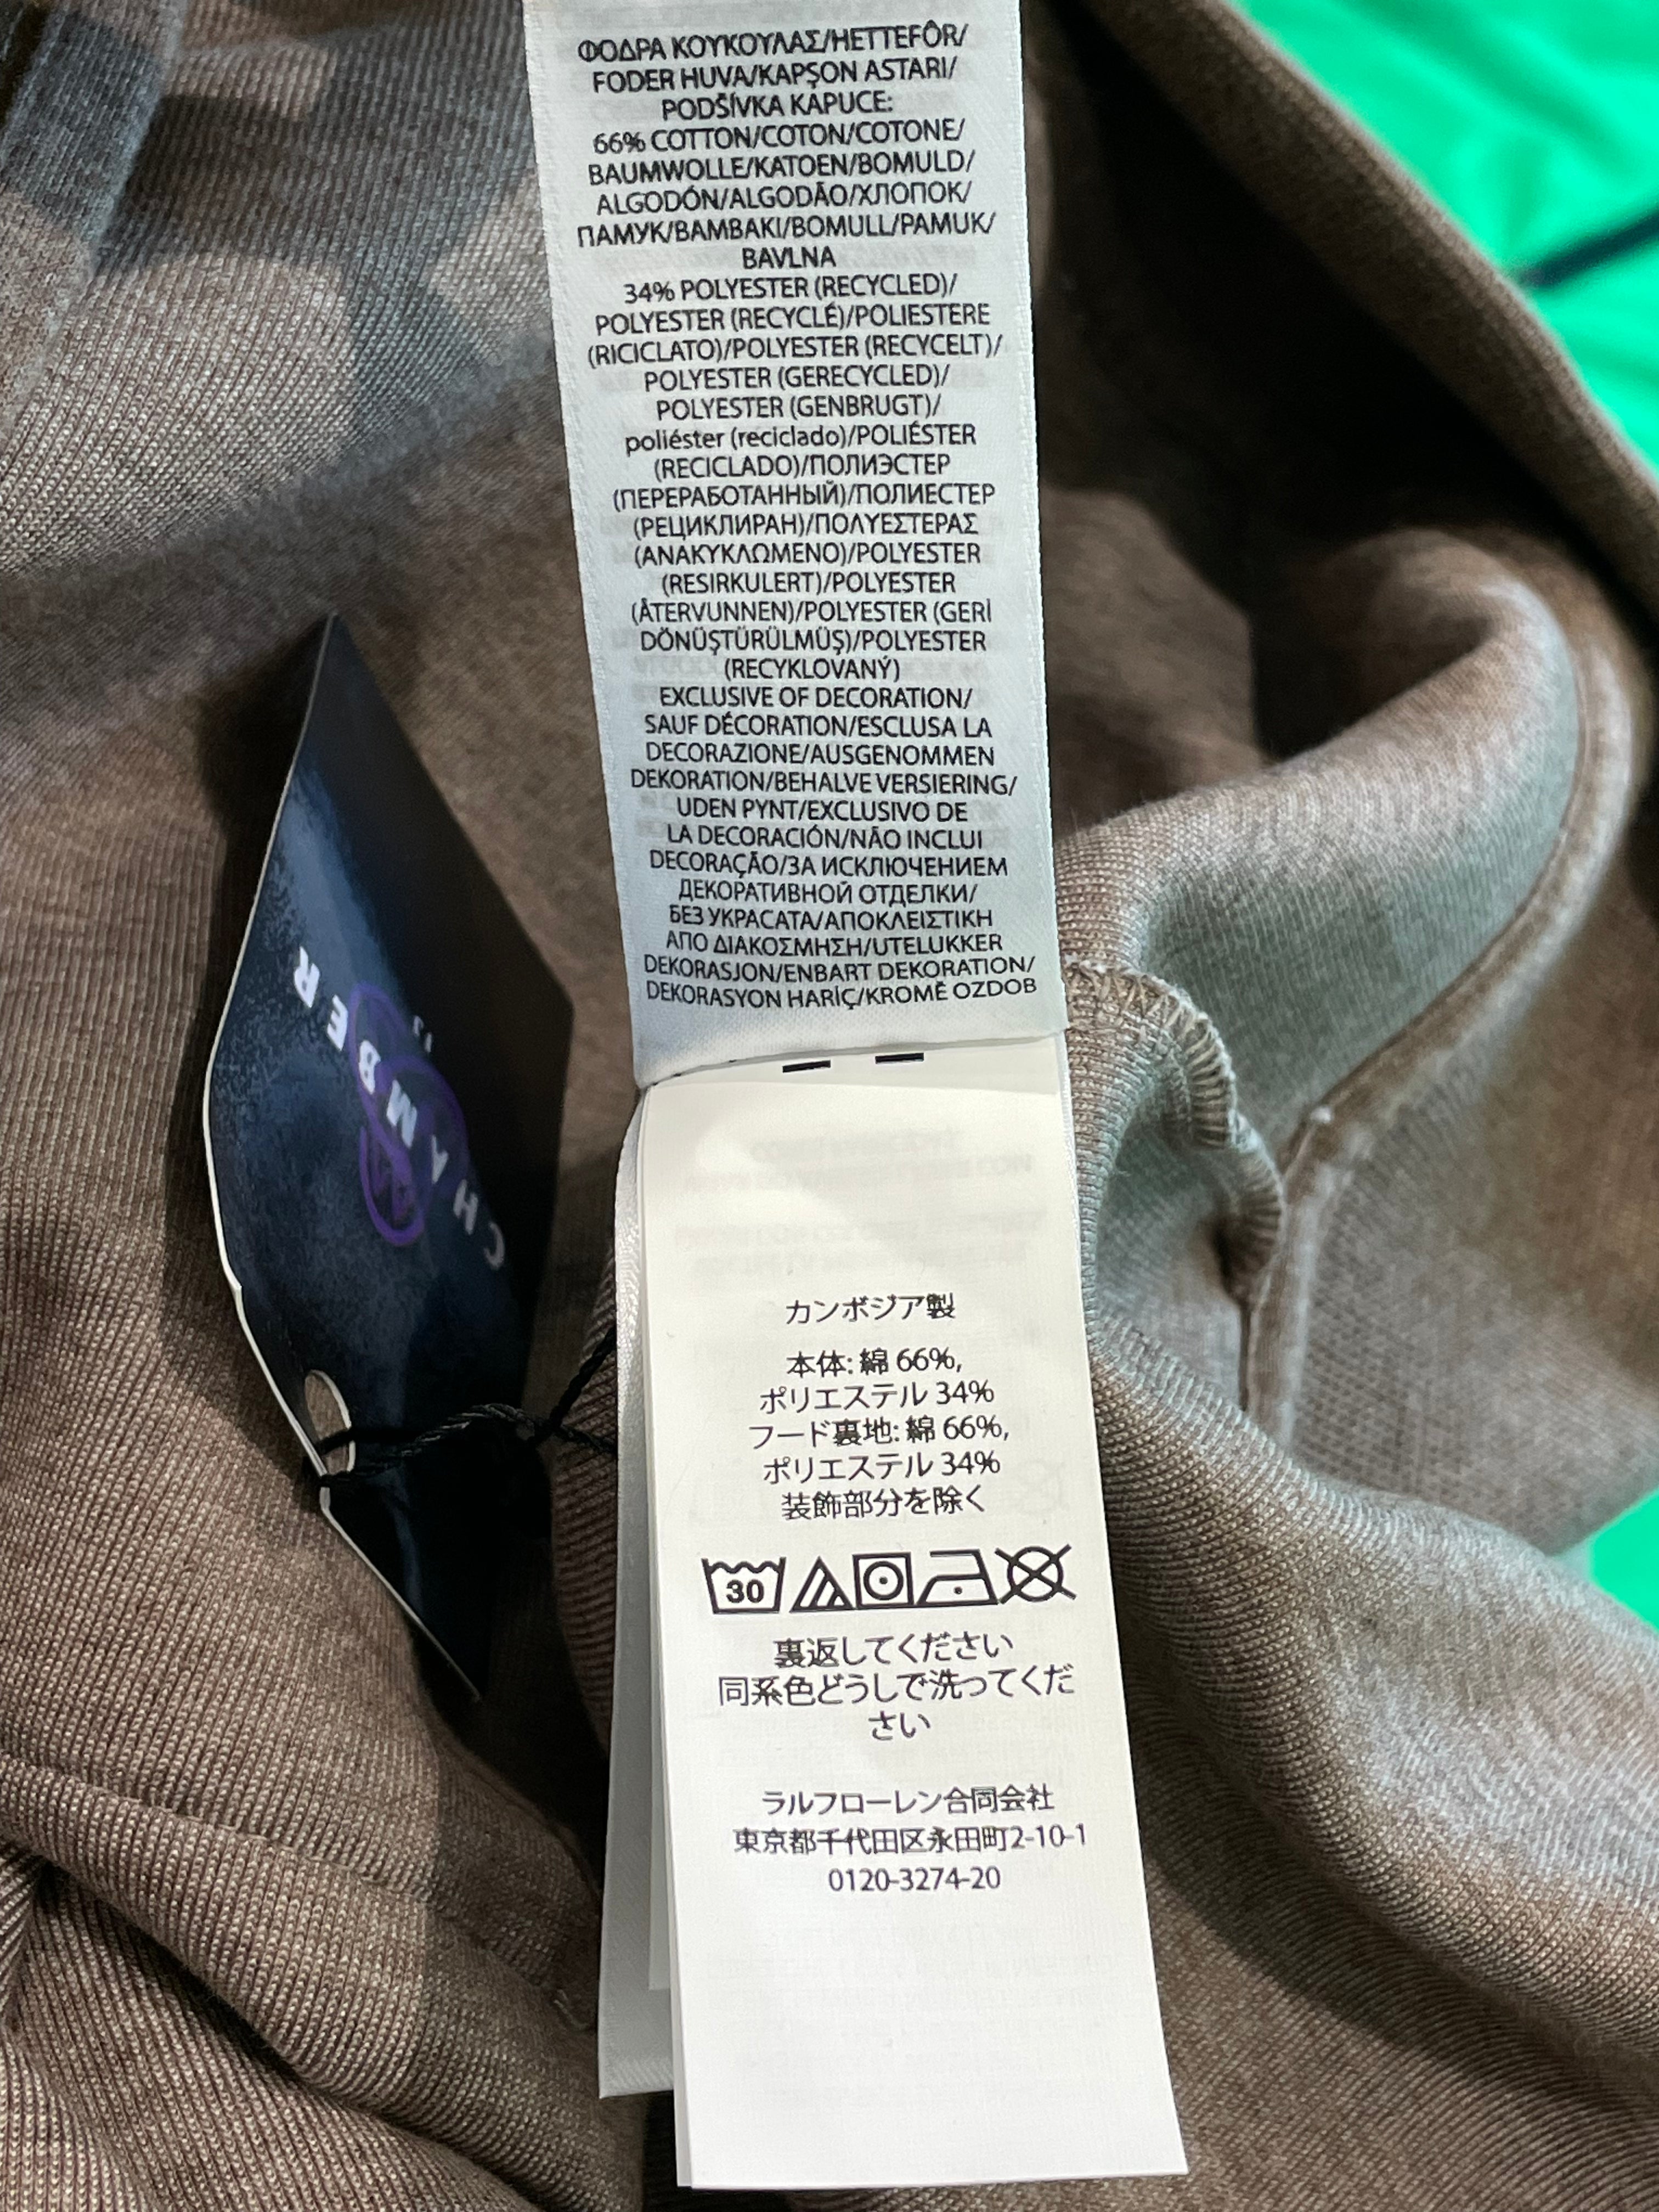 ΦΟΔΡΑ ΚΟΥΚΟΥΛΑΣ/HETTEFÔR/
FODER HUVA/KAPŞON ASTARI/
PODŠÍVKA KAPUCE:
66% COTTON/COTON/COTONE/
BAUMWOLLE/KATOEN/BOMULD/
ALGODÓN/ALGODÃO/ХЛОПОК/
ПАМУК/ΒΑΜΒΑΚΙ/BOMULL/PAMUK/
BAVLNA
34% POLYESTER (RECYCLED)/
POLYESTER (RECYCLÉ)/POLIESTERE
(RICICLATO)/POLYESTER (RECYCELT)/
POLYESTER (GERECYCLED)/
POLYESTER (GENBRUGT)/
poliéster (reciclado)/POLIÉSTER
(RECICLADO)/ПОЛИЭСТЕР
(ПЕРЕРАБОТАННЫЙ)/ПОЛИЕСТЕР
(РЕЦИКЛИРАН)/ΠΟΛΥΕΣΤΕΡΑΣ
(ΑΝΑΚΥΚΛΩΜΕΝΟ)/POLYESTER
(RESIRKULERT)/POLYESTER
(ÅTERVUNNEN)/POLYESTER (GERİ
DÖNÜŞTÜRÜLMÜŞ)/POLYESTER
(RECYKLOVANÝ)
EXCLUSIVE OF DECORATION/
SAUF DÉCORATION/ESCLUSA LA
DECORAZIONE/AUSGENOMMEN
DEKORATION/BEHALVE VERSIERING/
UDEN PYNT/EXCLUSIVO DE
LA DECORACIÓN/NÃO INCLUI
DECORAÇÃO/ЗА ИСКЛЮЧЕНИЕМ
ДЕКОРАТИВНОЙ ОТДЕЛКИ/
БЕЗ УКРАСАТА/ΑΠΟΚΛΕΙΣΤΙΚΗ
ΑΠΟ ΔΙΑΚΟΣΜΗΣΗ/UTELUKKER
DEKORASJON/ENBART DEKORATION/
DEKORASYON HARİÇ/KROMĚ OZDOB
CHAMBER
カンボジア製
本体: 綿 66%,
ポリエステル 34%
フード裏地: 綿 66%,
ポリエステル 34%
装飾部分を除く
30
裏返してください
同系色どうしで洗ってくだ
さい
ラルフローレン合同会社
東京都千代田区永田町2-10-1
0120-3274-20